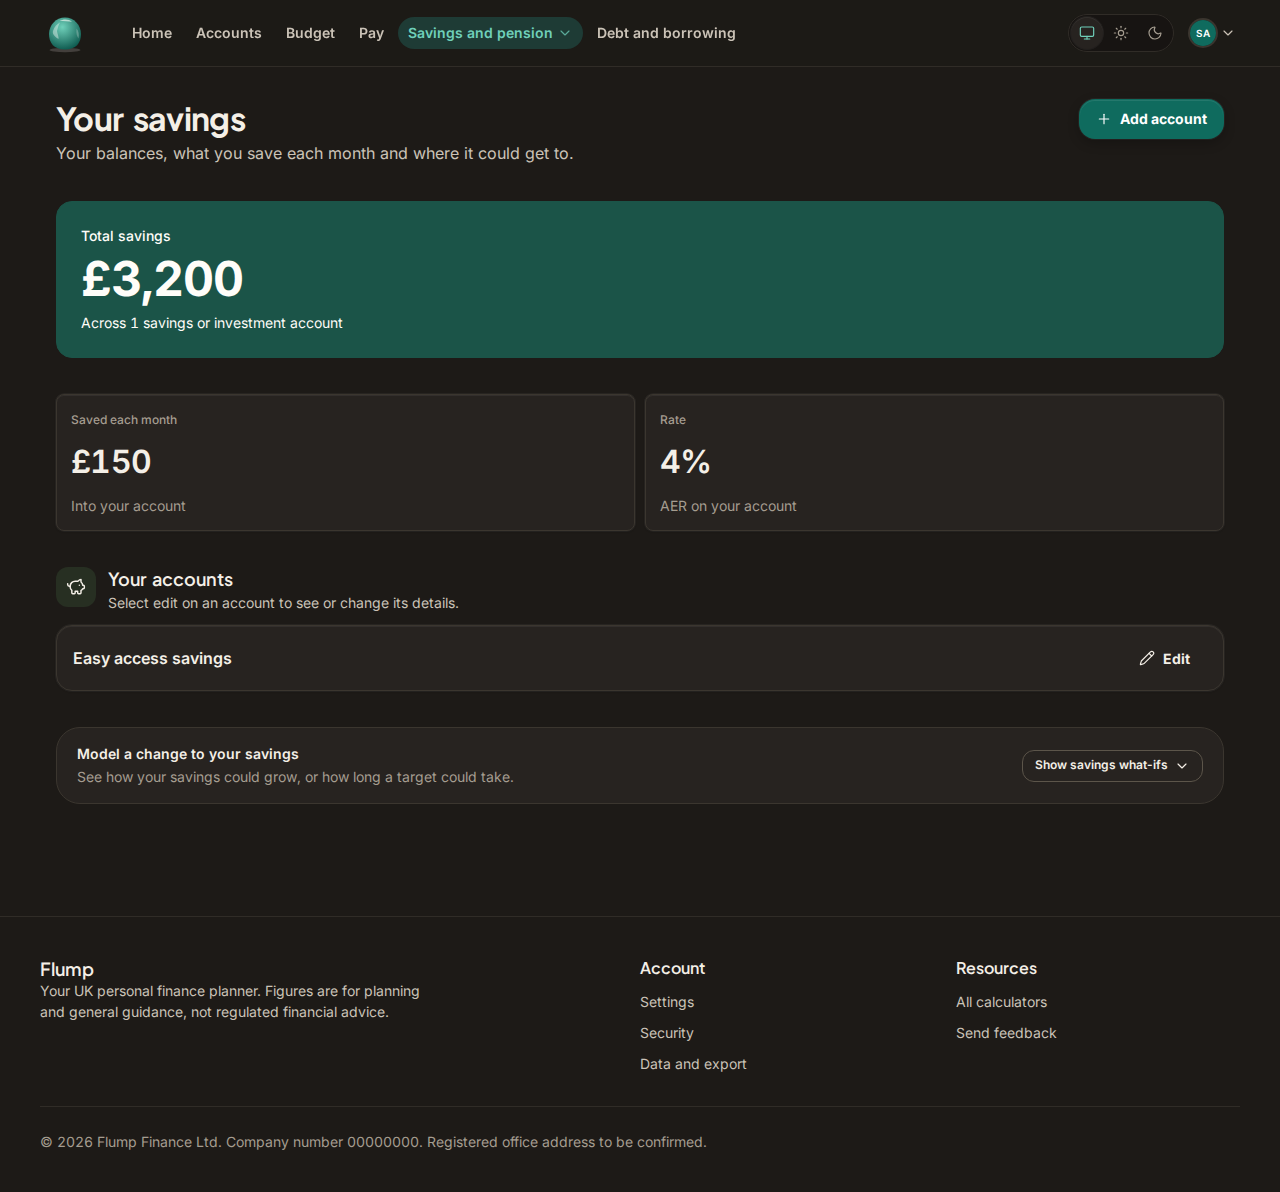 Home
Accounts
Budget
Pay
Savings and pension
Debt and borrowing
SA
Your savings
Add account
Your balances, what you save each month and where it could get to.
Total savings
£3,200
Across 1 savings or investment account
Saved each month
£150
Into your account
Rate
4%
AER on your account
Your accounts
Select edit on an account to see or change its details.
Easy access savings
Edit
Model a change to your savings
See how your savings could grow, or how long a target could take.
Show savings what-ifs
Flump
Your UK personal finance planner. Figures are for planning
and general guidance, not regulated financial advice.
Account
Settings
Security
Data and export
Resources
All calculators
Send feedback
© 2026 Flump Finance Ltd. Company number 00000000. Registered office address to be confirmed.